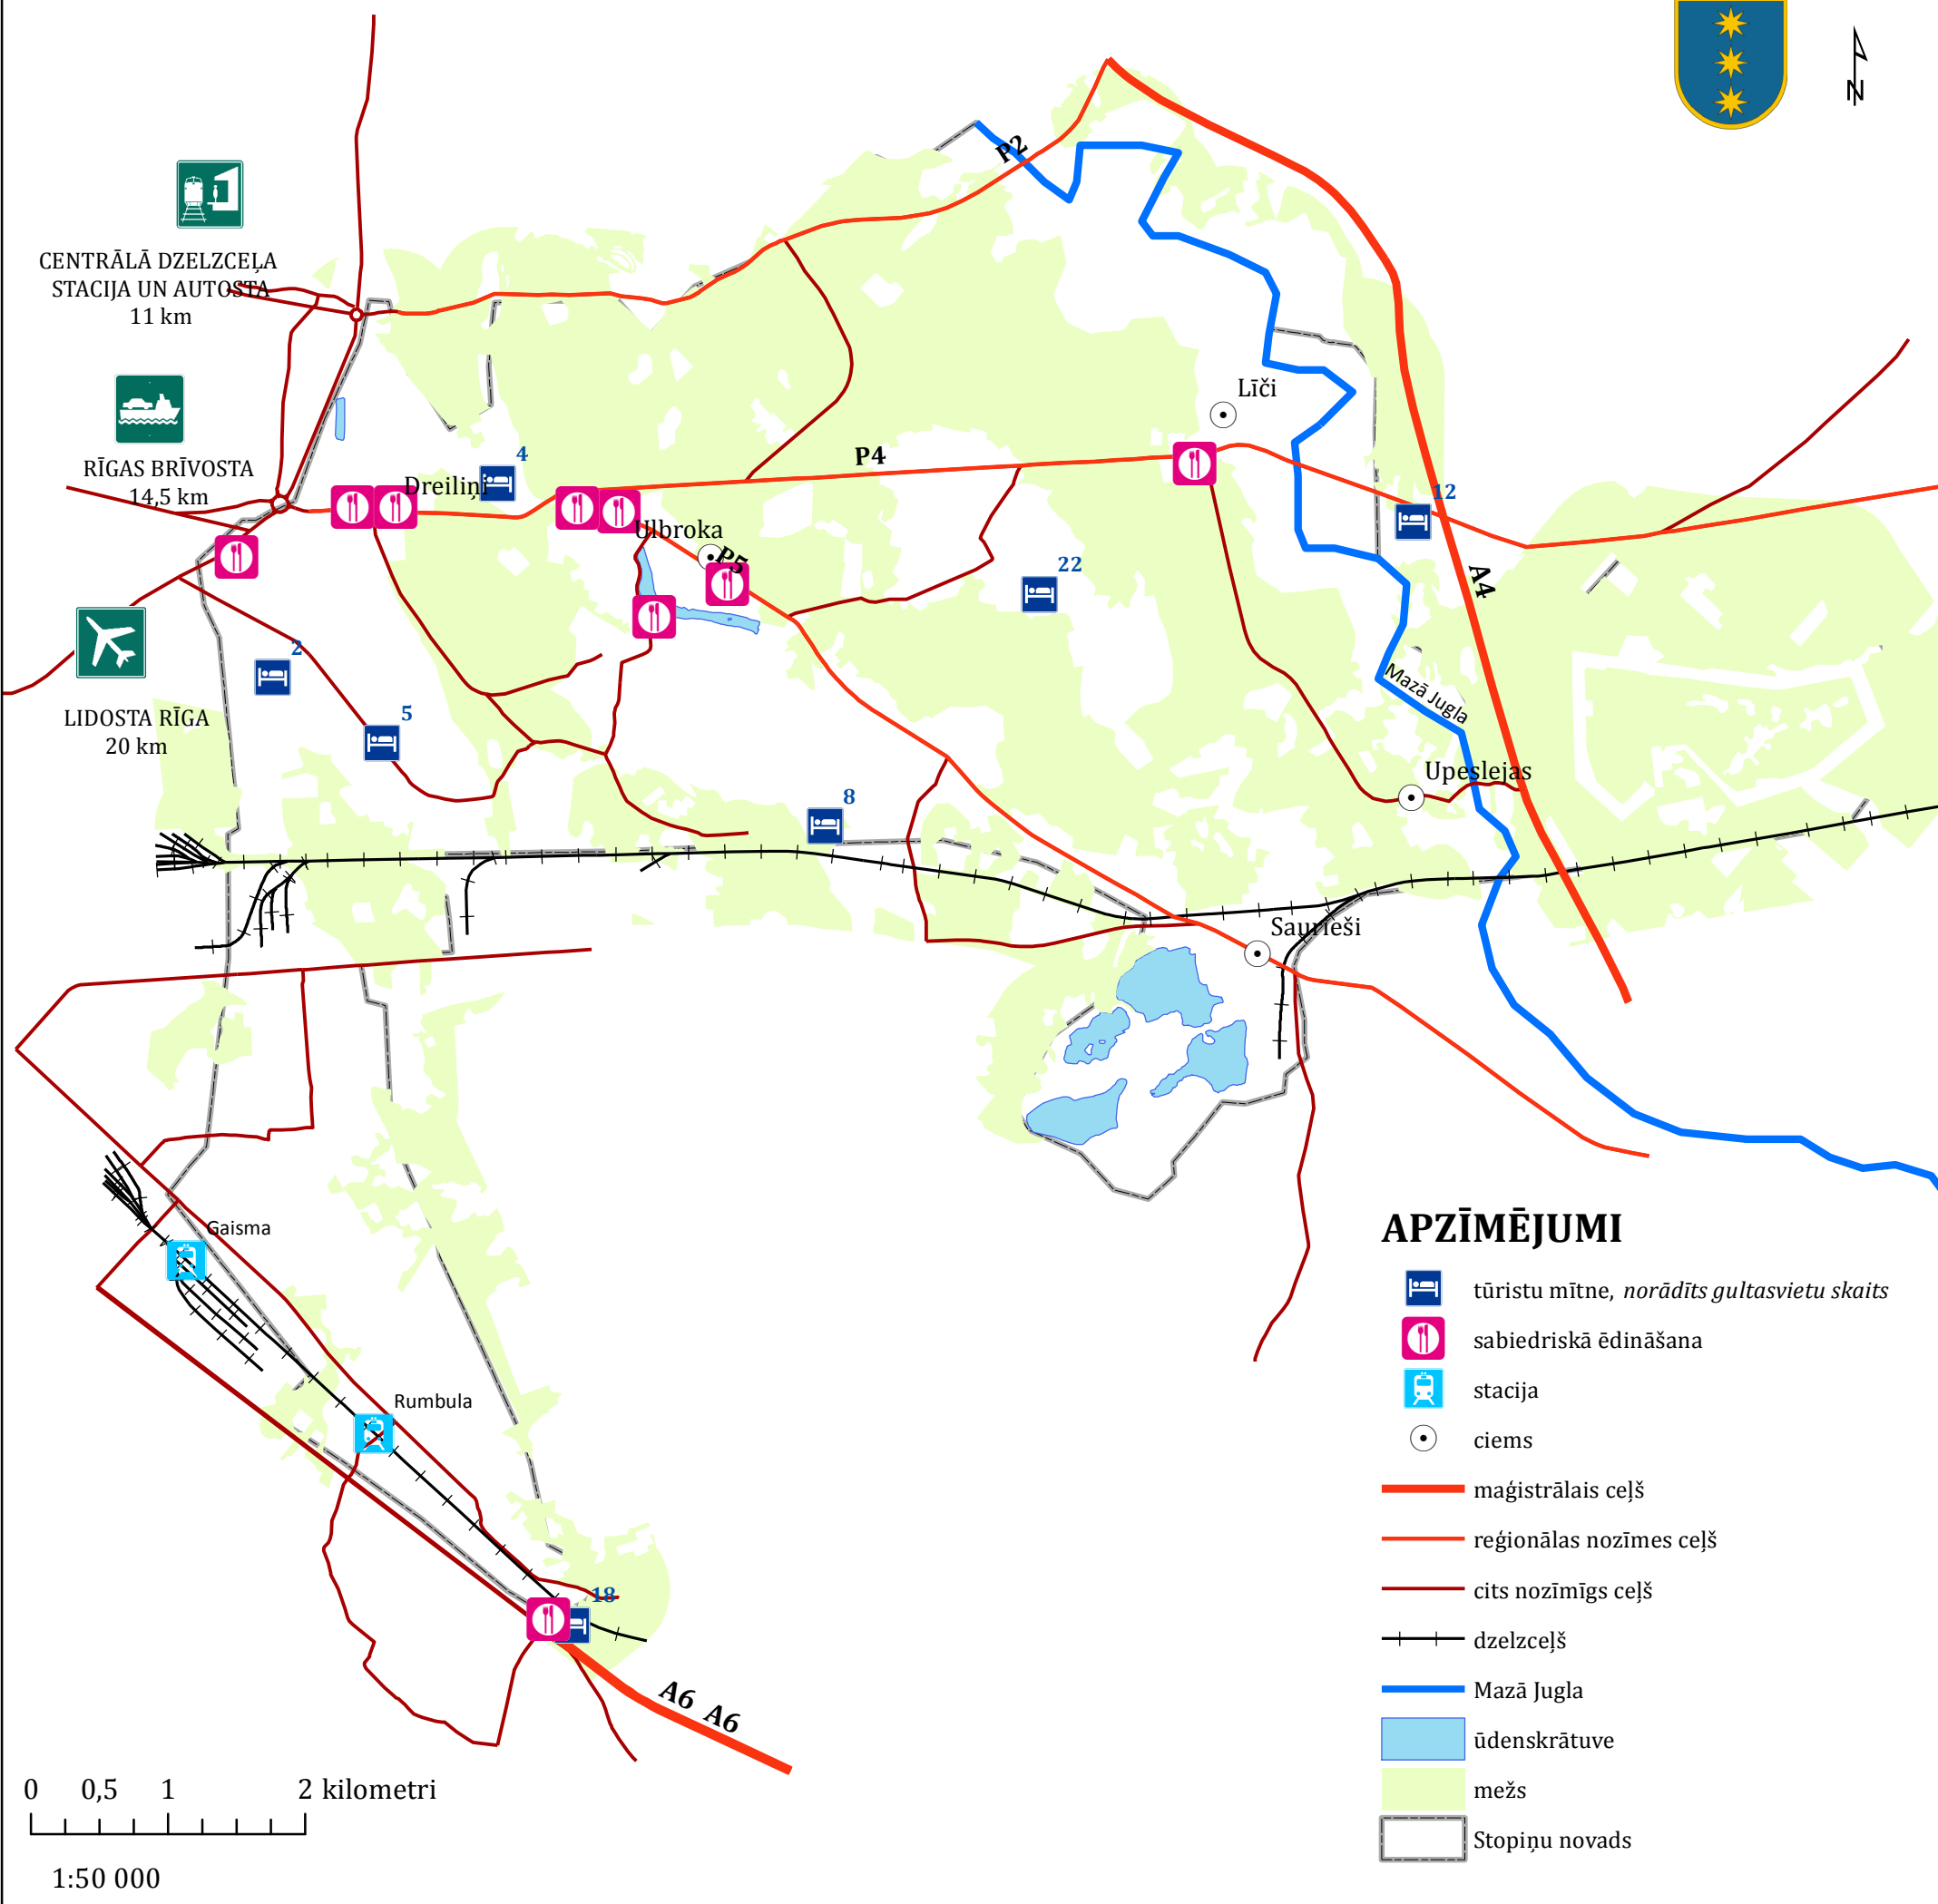 N
P2
CENTRĀLĀ DZELZCEĻA
STACIJA UN AUTOSTA
11 km
Līči
RĪGAS BRĪVOSTA
14,5 km
4
P4
Dreiliņi
12
Ulbroka
P5
22
A4
2
Mazā Jugla
LIDOSTA RĪGA
20 km
5
Upeslejas
8
Saurieši
Gaisma
Rumbula
18
A6 A6
APZĪMĒJUMI
tūristu mītne, norādīts gultasvietu skaits
sabiedriskā ēdināšana
stacija
ciems
maģistrālais ceļš
reģionālas nozīmes ceļš
cits nozīmīgs ceļš
dzelzceļš
Mazā Jugla
ūdenskrātuve
mežs
Stopiņu novads
0 0,5 1 2 kilometri
1:50 000